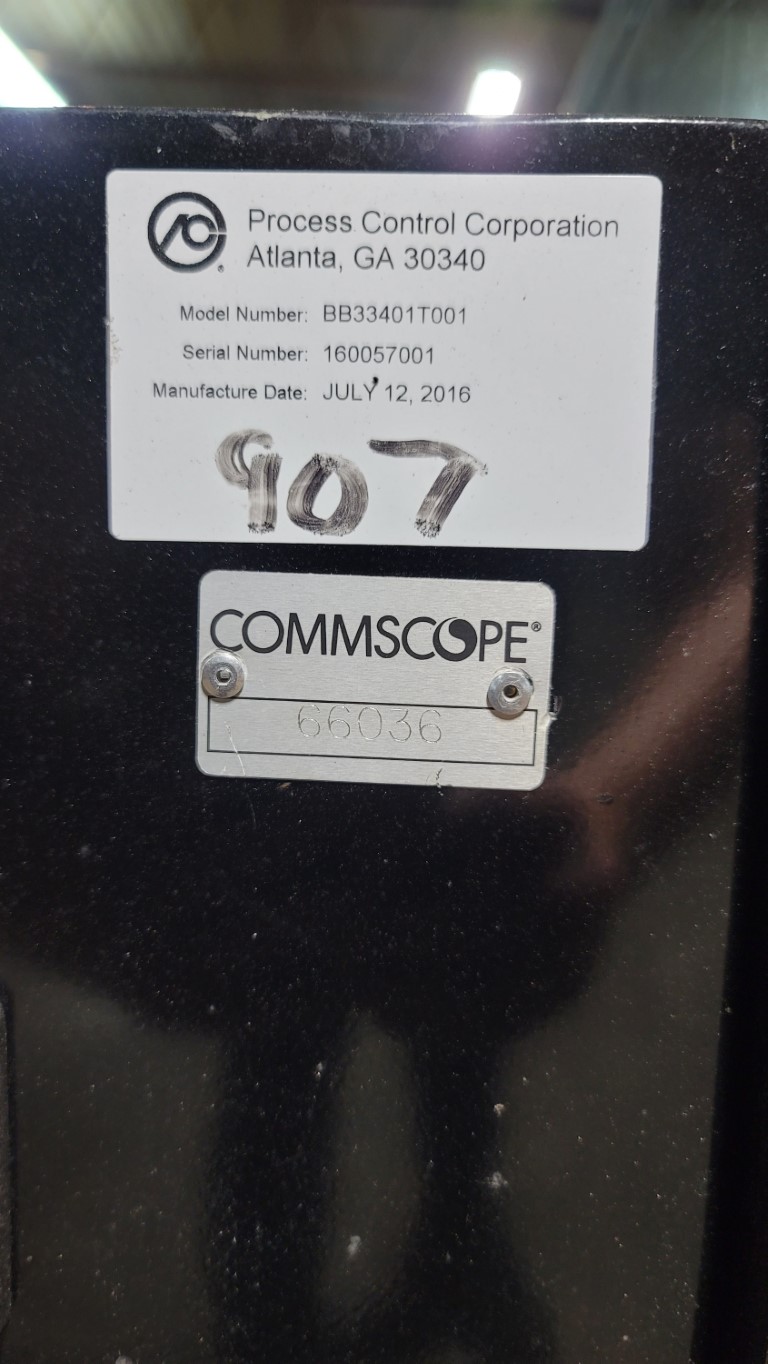 Process Control Corporation
Atlanta, GA 30340
Model Number: BB33401T001
Serial Number: 160057001
Manufacture Date: JULY 12, 2016
907
COMMSCOPE®
66036